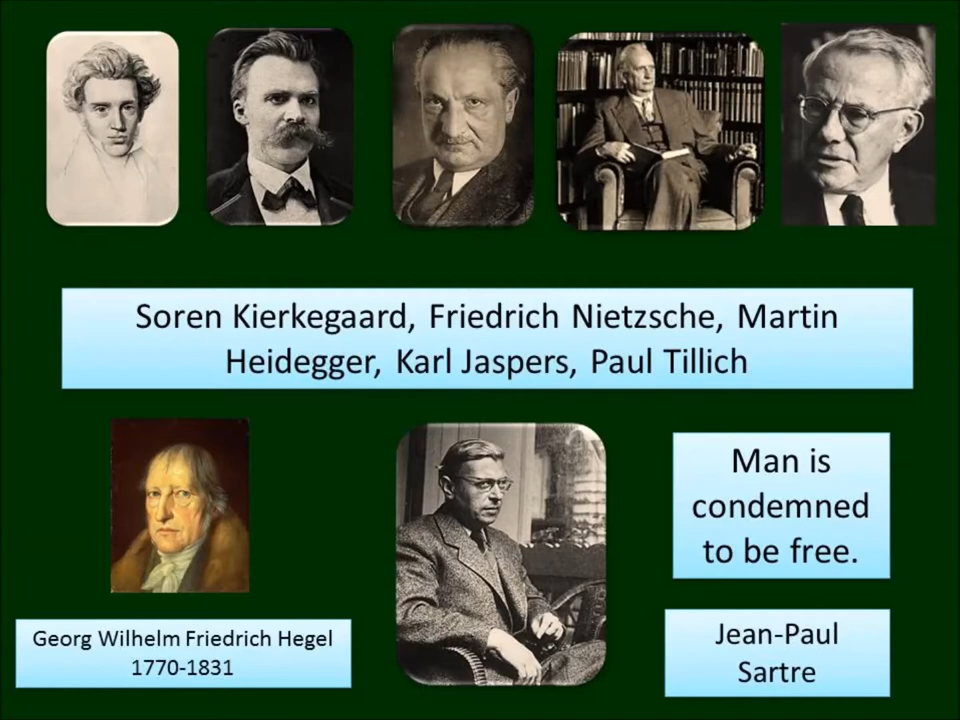 Soren Kierkegaard, Friedrich Nietzsche, Martin
Heidegger, Karl Jaspers, Paul Tillich
Man is
condemned
to be free.
Georg Wilhelm Friedrich Hegel
1770-1831
Jean-Paul
Sartre